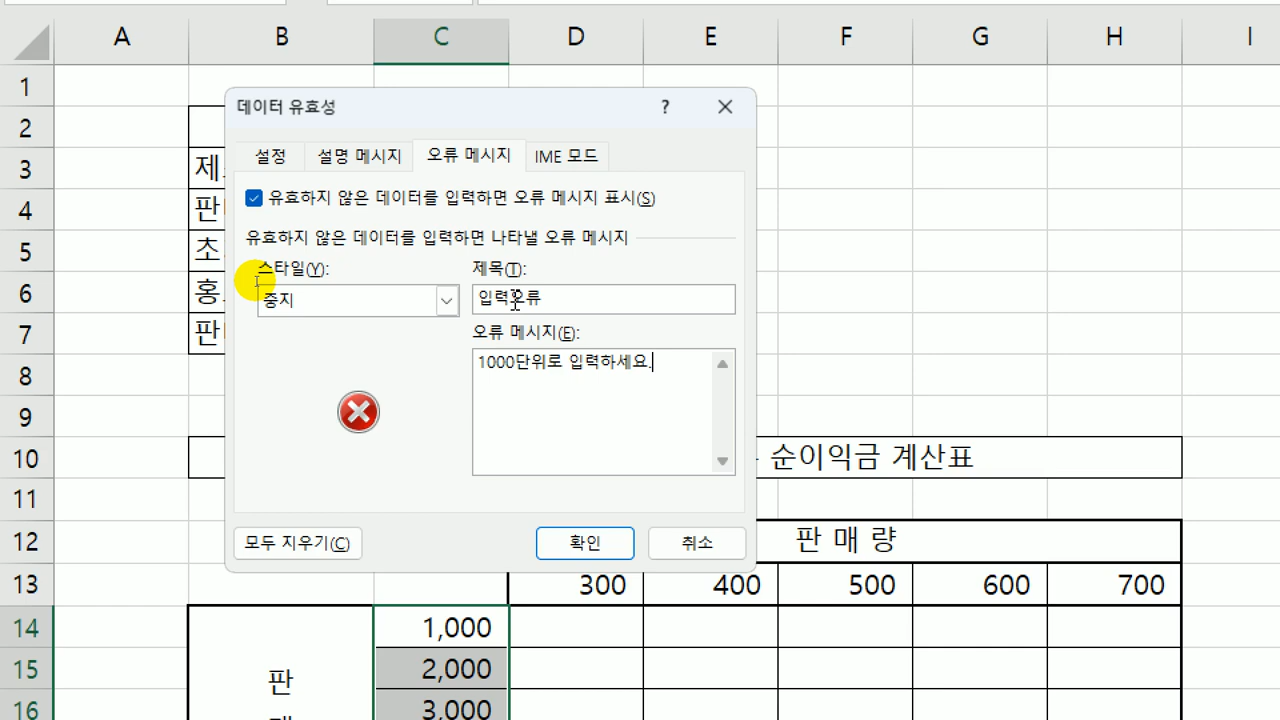 A B C D E F G H I
1
2
3 제
4 판
5 초
6 홍
7 판
8
9
10 순이익금 계산표
11
12 판 매 량
13 300 400 500 600 700
14 1,000
15 판 2,000
16 3,000
데이터 유효성 ?
설정 설명 메시지 오류 메시지 IME 모드
유효하지 않은 데이터를 입력하면 오류 메시지 표시(S)
유효하지 않은 데이터를 입력하면 나타낼 오류 메시지
스타일(Y): 제목(T):
중지 입력오류
오류 메시지(E):
1000단위로 입력하세요.
모두 지우기(C) 확인 취소